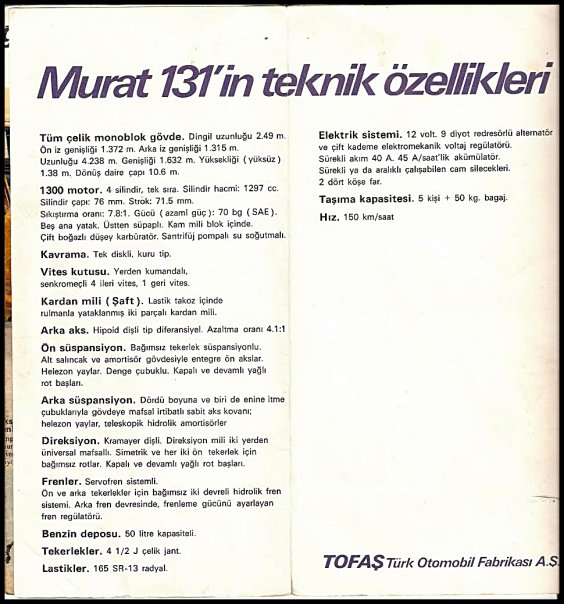 Murat 131'in teknik özellikleri
Tüm çelik monoblok gövde. Dingil uzunluğu 2.49 m.
Ön iz genişliği 1.372 m. Arka iz genişliği 1.315 m.
Uzunluğu 4.238 m. Genişliği 1.632 m. Yüksekliği (yüksüz)
1.38 m. Dönüş daire çapı 10.6 m.
1300 motor. 4 silindir, tek sıra. Silindir hacmi: 1297 cc.
Silindir çapı: 76 mm. Strok: 71.5 mm.
Sıkıştırma oranı: 7.8:1. Gücü (azami güç): 70 bg (SAE).
Beş ana yatak. Üstten süpaplı. Kam mili blok içinde.
Çift boğazlı düşey karbüratör. Santrifüj pompalı su soğutmalı.
Kavrama. Tek diskli, kuru tip.
Vites kutusu. Yerden kumandalı,
senkromeçli 4 ileri vites, 1 geri vites.
Kardan mili (Şaft). Lastik takoz içinde
rulmanla yataklanmış iki parçalı kardan mili.
Arka aks. Hipoid dişli tip diferansiyel. Azaltma oranı 4.1:1
Ön süspansiyon. Bağımsız tekerlek süspansiyonlu.
Alt salıncak ve amortisör gövdesiyle entegre ön akslar.
Helezon yaylar. Denge çubuklu. Kapalı ve devamlı yağlı
rot başları.
Arka süspansiyon. Dördü boyuna ve biri de enine itme
çubuklarıyla gövdeye mafsal irtibatlı sabit aks kovanı;
helezon yaylar, teleskopik hidrolik amortisörler
Direksiyon. Kramayer dişli. Direksiyon mili iki yerden
üniversal mafsallı. Simetrik ve her iki ön tekerlek için
bağımsız rotlar. Kapalı ve devamlı yağlı rot başları.
Frenler. Servofren sistemli.
Ön ve arka tekerlekler için bağımsız iki devreli hidrolik fren
sistemi. Arka fren devresinde, frenleme gücünü ayarlayan
fren regülatörü.
Benzin deposu. 50 litre kapasiteli.
Tekerlekler. 4 1/2 J çelik jant.
Lastikler. 165 SR-13 radyal.
Elektrik sistemi. 12 volt. 9 diyot redresörlü alternatör
ve çift kademe elektromekanik voltaj regülatörü.
Sürekli akım 40 A. 45 A/saat'lik akümülatör.
Sürekli ya da aralıklı çalışabilen cam silecekleri.
2 dört köşe far.
Taşıma kapasitesi. 5 kişi + 50 kg. bagaj.
Hız. 150 km/saat
TOFAŞ Türk Otomobil Fabrikası A.Ş.